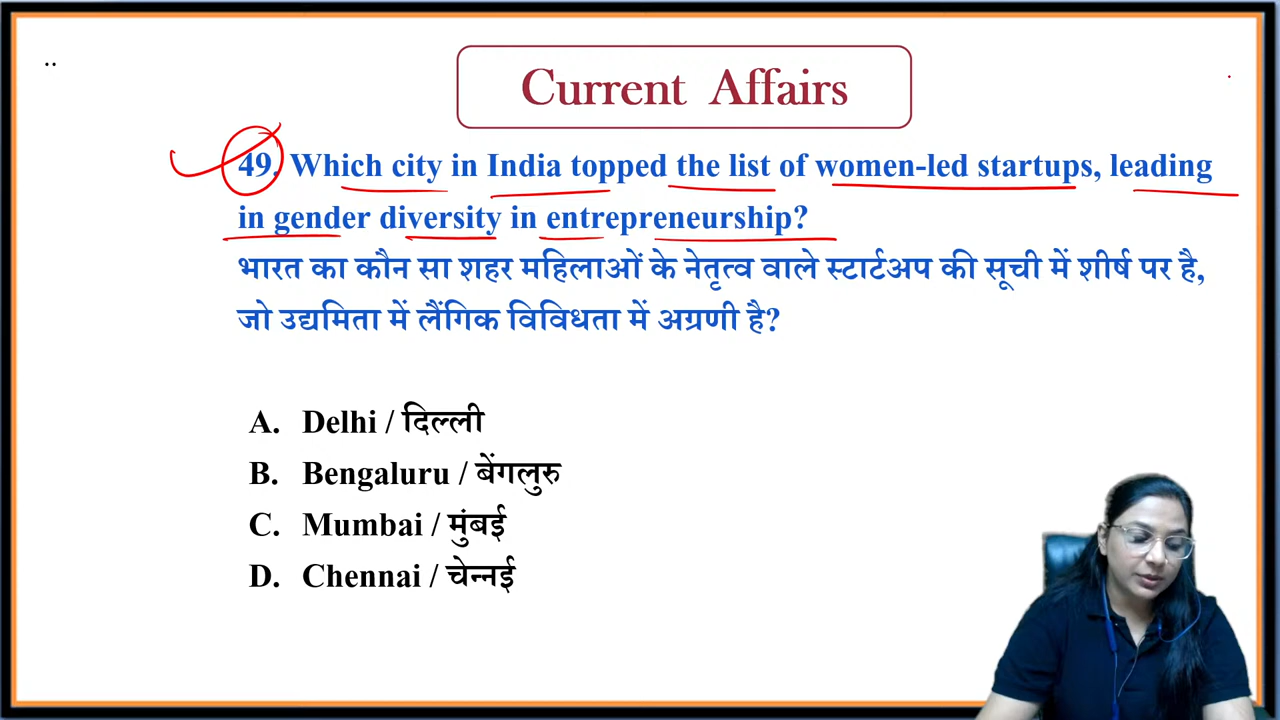 ..
Current Affairs
49. Which city in India topped the list of women-led startups, leading
in gender diversity in entrepreneurship?
भारत का कौन सा शहर महिलाओं के नेतृत्व वाले स्टार्टअप की सूची में शीर्ष पर है,
जो उद्यमिता में लैंगिक विविधता में अग्रणी है?
A. Delhi / दिल्ली
B. Bengaluru / बेंगलुरु
C. Mumbai / मुंबई
D. Chennai / चेन्नई